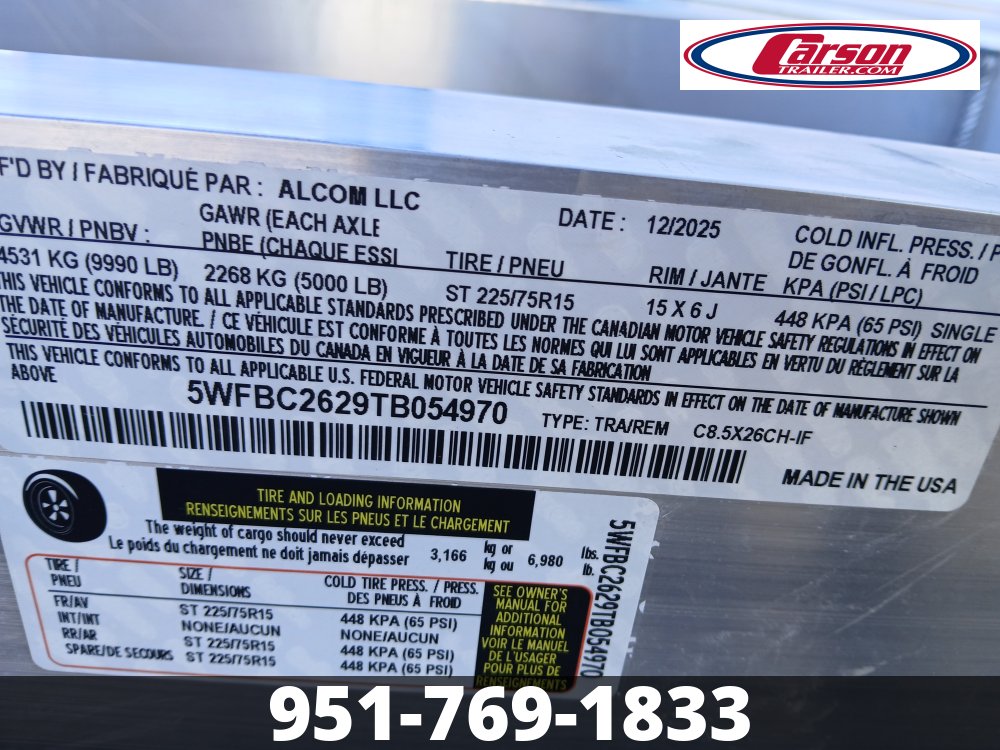 Carson
TRAILER.COM
F'D BY / FABRIQUÉ PAR : ALCOM LLC
DATE : 12/2025
GVWR / PNBV :
4531 KG (9990 LB)
GAWR (EACH AXLE
PNBE (CHAQUE ESSI
2268 KG (5000 LB)
TIRE / PNEU
ST 225/75R15
RIM / JANTE
15 X 6 J
COLD INFL. PRESS. / P
DE GONFL. À FROID
KPA (PSI / LPC)
448 KPA (65 PSI) SINGLE
THIS VEHICLE CONFORMS TO ALL APPLICABLE STANDARDS PRESCRIBED UNDER THE CANADIAN MOTOR VEHICLE SAFETY REGULATIONS IN EFFECT ON
THE DATE OF MANUFACTURE. / CE VÉHICULE EST CONFORME À TOUTES LES NORMES QUI LUI SONT APPLICABLES EN VERTU DU RÈGLEMENT SUR LA
SÉCURITÉ DES VÉHICULES AUTOMOBILES DU CANADA EN VIGUEUR À LA DATE DE SA FABRICATION
THIS VEHICLE CONFORMS TO ALL APPLICABLE U.S. FEDERAL MOTOR VEHICLE SAFETY STANDARDS IN EFFECT ON THE DATE OF MANUFACTURE SHOWN
ABOVE
5WFBC2629TB054970
TYPE: TRA/REM C8.5X26CH-IF
MADE IN THE USA
TIRE AND LOADING INFORMATION
RENSEIGNEMENTS SUR LES PNEUS ET LE CHARGEMENT
The weight of cargo should never exceed
Le poids du chargement ne doit jamais dépasser
3,166 kg or 6,980 lbs.
kg ou lb.
TIRE / SIZE / COLD TIRE PRESS. / PRESS.
PNEU DIMENSIONS DES PNEUS À FROID
FR/AV ST 225/75R15 448 KPA (65 PSI)
INT/INT NONE/AUCUN NONE/AUCUN
RR/AR ST 225/75R15 448 KPA (65 PSI)
SPARE/DE SECOURS ST 225/75R15 448 KPA (65 PSI)
SEE OWNER'S
MANUAL FOR
ADDITIONAL
INFORMATION
VOIR LE MANUEL
DE L'USAGER
POUR PLUS DE
RENSEIGNEMENTS
5WFBC2629TB054970
951-769-1833